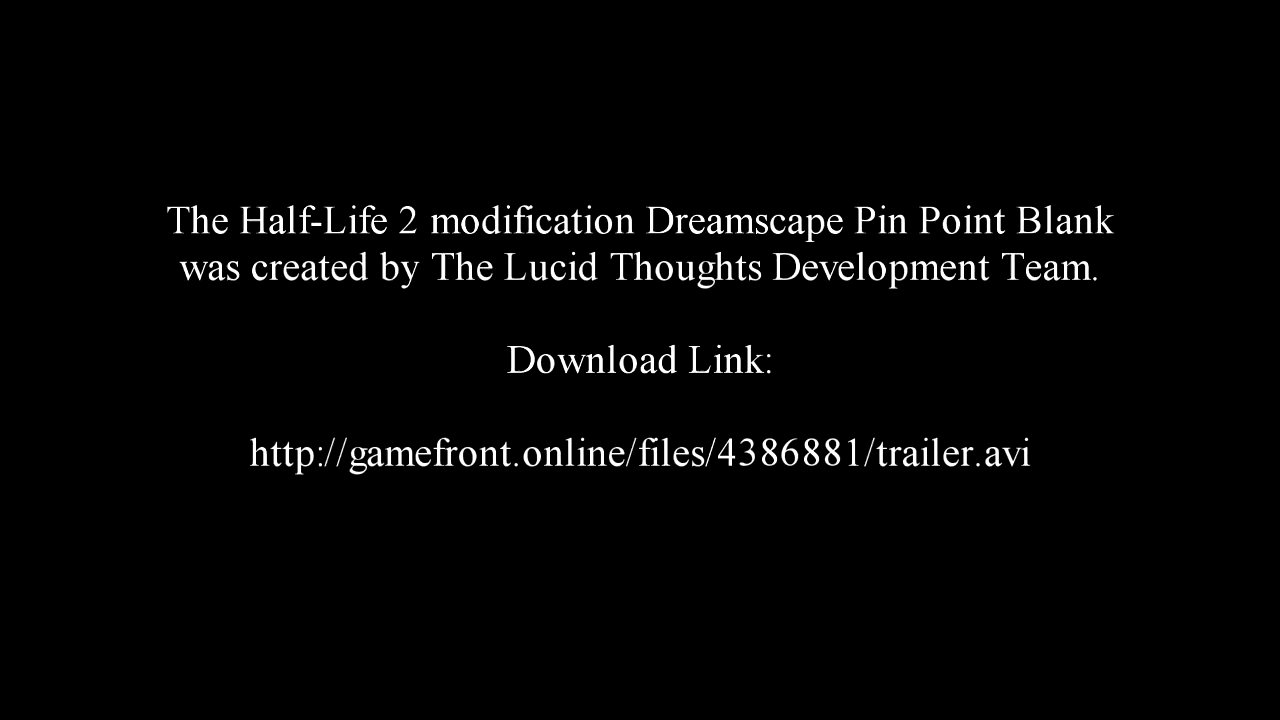 The Half-Life 2 modification Dreamscape Pin Point Blank
was created by The Lucid Thoughts Development Team.
Download Link:
http://gamefront.online/files/4386881/trailer.avi